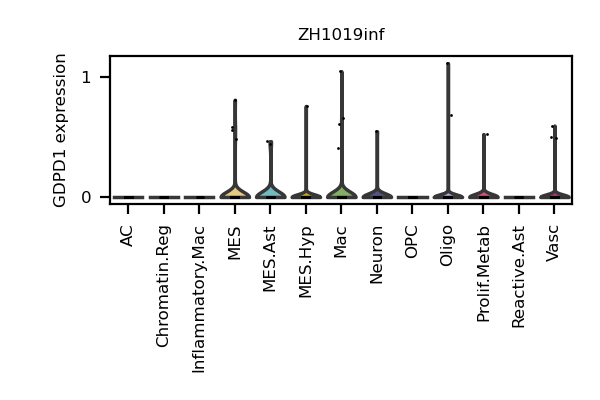 ZH1019inf
GDPD1 expression
1
0
AC
Chromatin.Reg
Inflammatory.Mac
MES
MES.Ast
MES.Hyp
Mac
Neuron
OPC
Oligo
Prolif.Metab
Reactive.Ast
Vasc